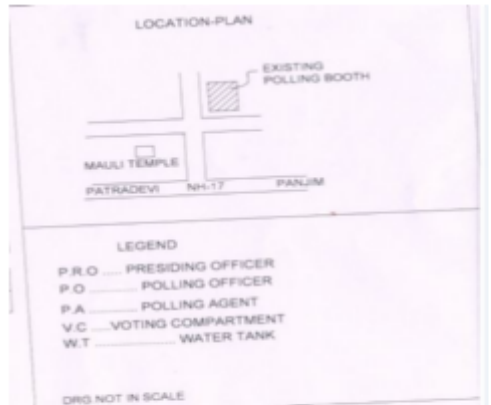 LOCATION-PLAN
EXISTING
POLLING BOOTH
MAULI TEMPLE
PATRADEVI NH-17 PANJIM
LEGEND
P.R.O .... PRESIDING OFFICER
P.O ............ POLLING OFFICER
P.A ............ POLLING AGENT
V.C ....VOTING COMPARTMENT
W.T .................. WATER TANK
DRG NOT IN SCALE